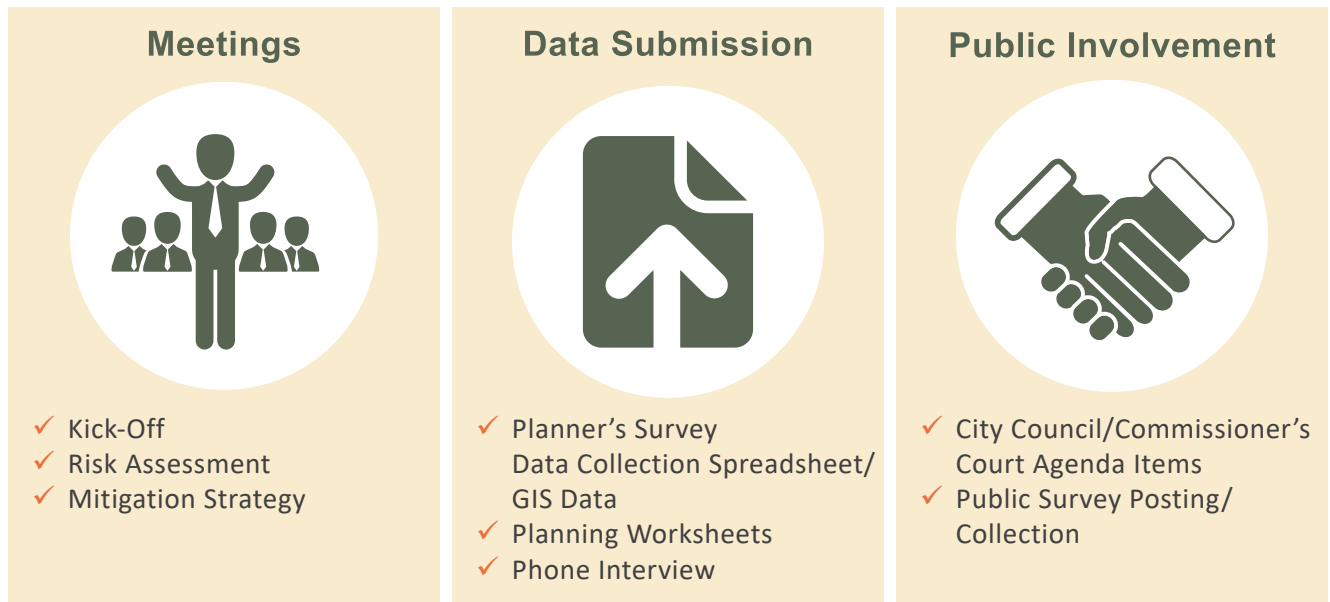 Meetings
✓ Kick-Off
✓ Risk Assessment
✓ Mitigation Strategy
Data Submission
✓ Planner’s Survey
Data Collection Spreadsheet/
GIS Data
✓ Planning Worksheets
✓ Phone Interview
Public Involvement
✓ City Council/Commissioner’s
Court Agenda Items
✓ Public Survey Posting/
Collection